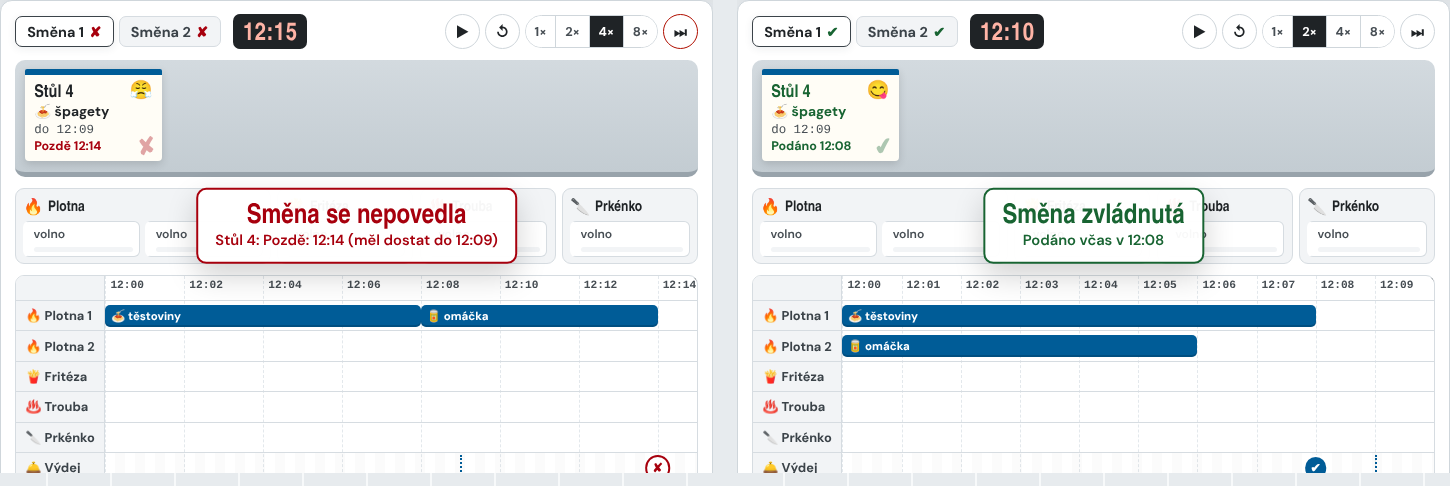 Směna 1 ✘ Směna 2 ✘ 12:15 1× 2× 4× 8×
Stůl 4
špagety
do 12:09
Pozdě 12:14
Plotna
Prkénko
volno
volno
volno
Směna se nepovedla
Stůl 4: Pozdě: 12:14 (měl dostat do 12:09)
12:00 12:02 12:04 12:06 12:08 12:10 12:12 12:14
Plotna 1 těstoviny omáčka
Plotna 2
Fritéza
Trouba
Prkénko
Výdej
Směna 1 ✔ Směna 2 ✔ 12:10 1× 2× 4× 8×
Stůl 4
špagety
do 12:09
Podáno 12:08
Plotna
Prkénko
volno
volno
volno
Směna zvládnutá
Podáno včas v 12:08
12:00 12:01 12:02 12:03 12:04 12:05 12:06 12:07 12:08 12:09
Plotna 1 těstoviny
Plotna 2 omáčka
Fritéza
Trouba
Prkénko
Výdej